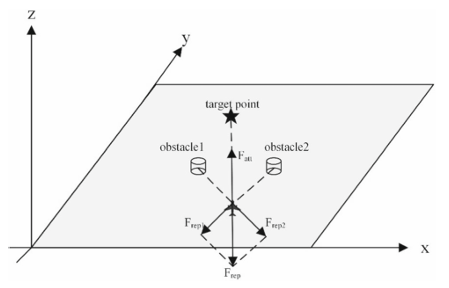 z
y
target point
obstacle1
obstacle2
Fatt
Frep1
Frep2
x
Frep